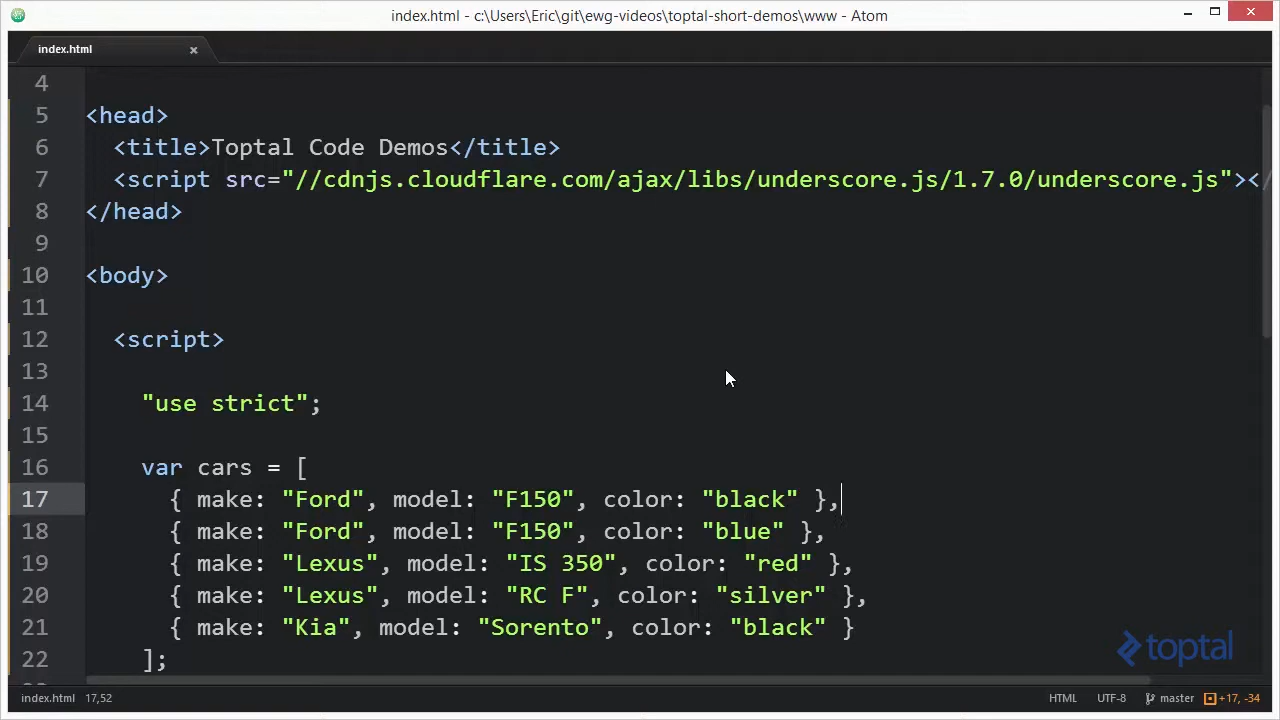 index.html - c:\Users\Eric\git\ewg-videos\toptal-short-demos\www - Atom
index.html
4
5 <head>
6 <title>Toptal Code Demos</title>
7 <script src="//cdnjs.cloudflare.com/ajax/libs/underscore.js/1.7.0/underscore.js"></
8 </head>
9
10 <body>
11
12 <script>
13
14 "use strict";
15
16 var cars = [
17 { make: "Ford", model: "F150", color: "black" },
18 { make: "Ford", model: "F150", color: "blue" },
19 { make: "Lexus", model: "IS 350", color: "red" },
20 { make: "Lexus", model: "RC F", color: "silver" },
21 { make: "Kia", model: "Sorento", color: "black" }
22 ];
toptal
index.html 17,52 HTML UTF-8 master +17, -34